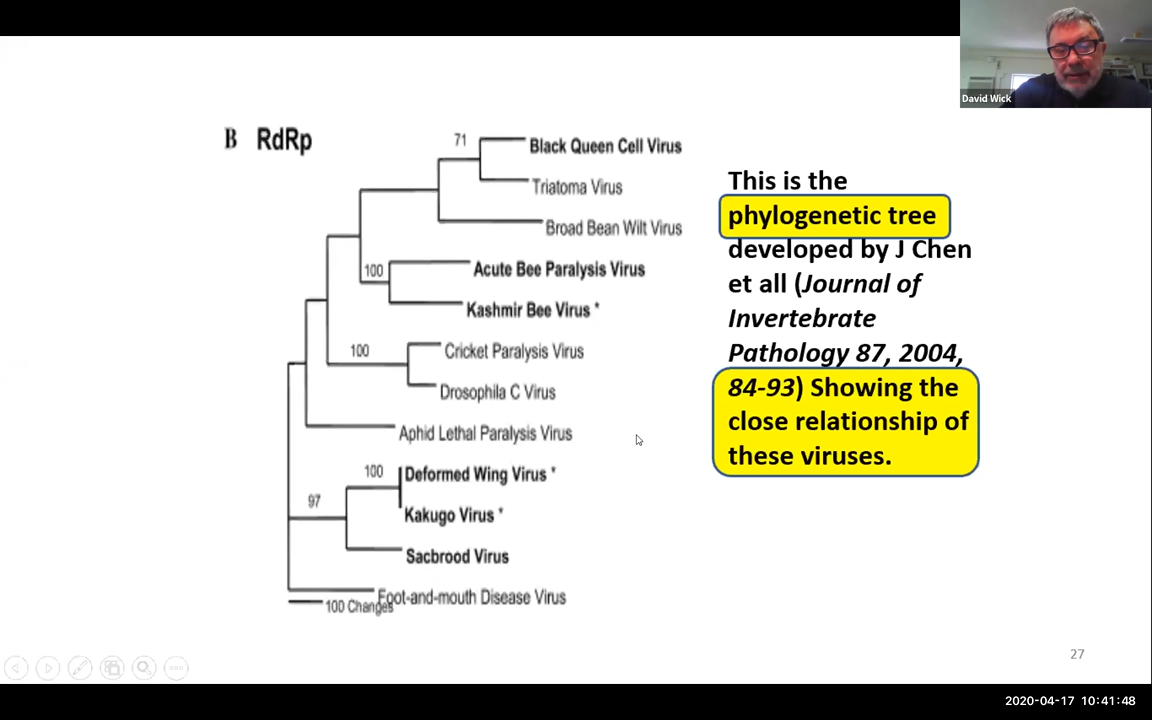 David Wick
B RdRp
71
Black Queen Cell Virus
Triatoma Virus
Broad Bean Wilt Virus
100
Acute Bee Paralysis Virus
Kashmir Bee Virus *
100
Cricket Paralysis Virus
Drosophila C Virus
Aphid Lethal Paralysis Virus
100
Deformed Wing Virus *
97
Kakugo Virus *
Sacbrood Virus
Foot-and-mouth Disease Virus
100 Changes
This is the
phylogenetic tree
developed by J Chen
et all (Journal of
Invertebrate
Pathology 87, 2004,
84-93) Showing the
close relationship of
these viruses.
27
2020-04-17 10:41:48